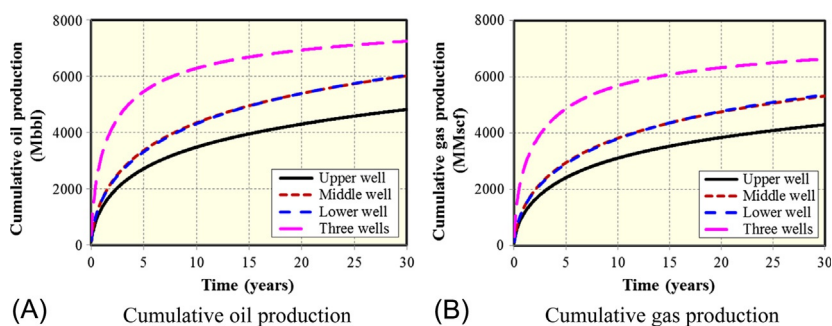 8000
6000
4000
2000
0
Cumulative oil production
(Mbbl)
Upper well
Middle well
Lower well
Three wells
0 5 10 15 20 25 30
Time (years)
(A) Cumulative oil production
8000
6000
4000
2000
0
Cumulative gas production
(MMscf)
Upper well
Middle well
Lower well
Three wells
0 5 10 15 20 25 30
Time (years)
(B) Cumulative gas production